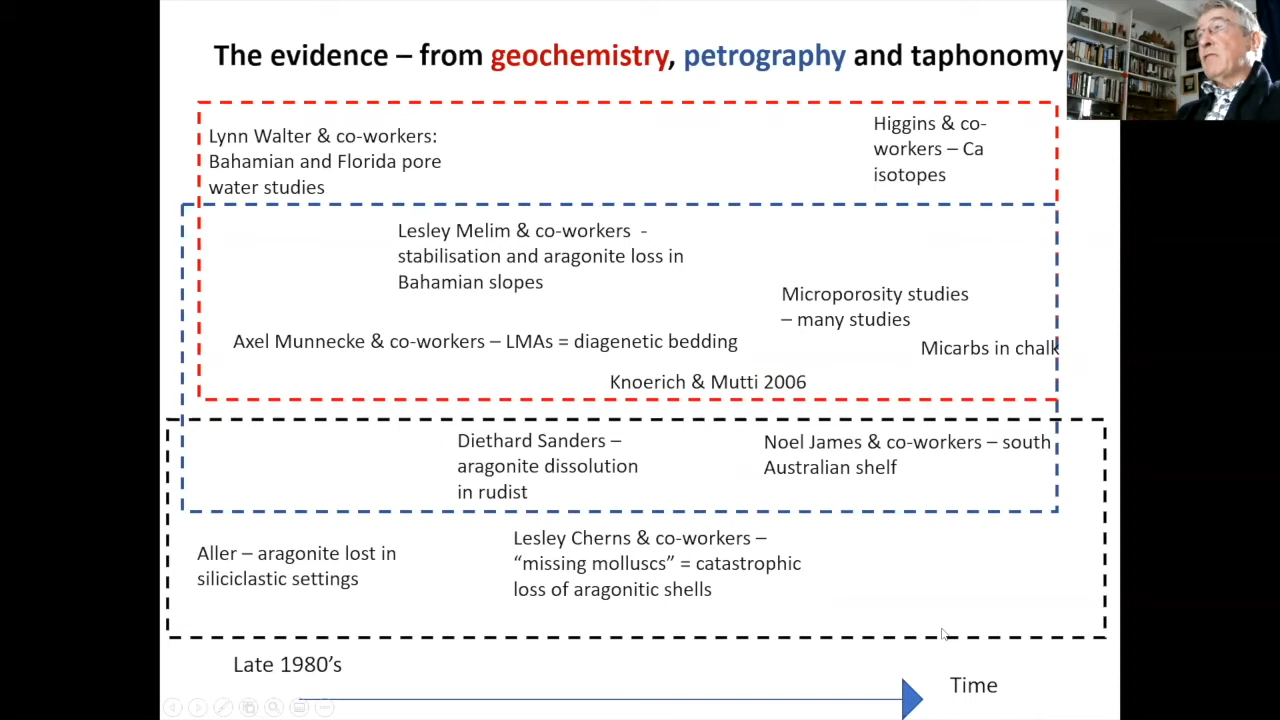 The evidence – from geochemistry, petrography and taphonomy
Lynn Walter & co-workers:
Bahamian and Florida pore
water studies
Higgins & co-
workers – Ca
isotopes
Lesley Melim & co-workers  -
stabilisation and aragonite loss in
Bahamian slopes
Microporosity studies
– many studies
Axel Munnecke & co-workers – LMAs = diagenetic bedding
Micarbs in chalk
Knoerich & Mutti 2006
Diethard Sanders –
aragonite dissolution
in rudist
Noel James & co-workers – south
Australian shelf
Aller – aragonite lost in
siliciclastic settings
Lesley Cherns & co-workers –
“missing molluscs” = catastrophic
loss of aragonitic shells
Late 1980’s
Time